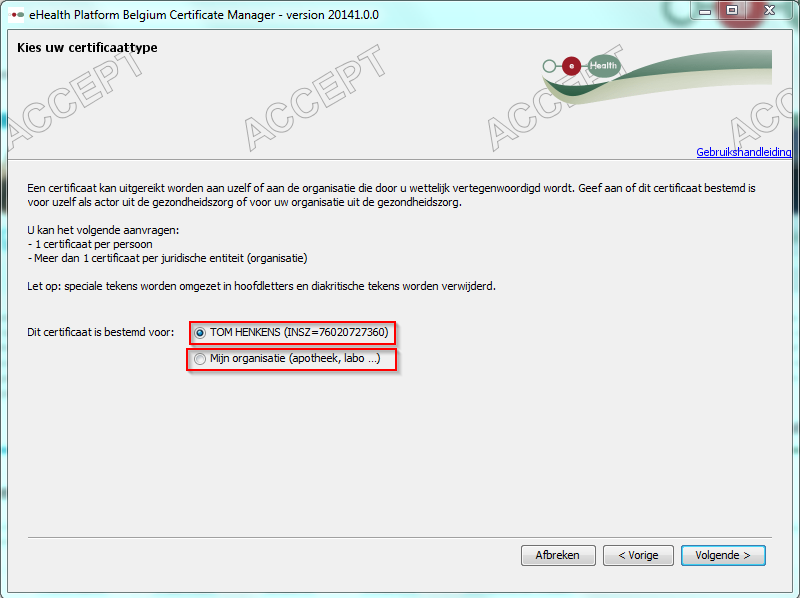 eHealth Platform Belgium Certificate Manager - version 20141.0.0
Kies uw certificaattype
e Health
ACCEPT ACCEPT ACCEPT ACCEPT
Gebruikshandleiding
Een certificaat kan uitgereikt worden aan uzelf of aan de organisatie die door u wettelijk vertegenwoordigd wordt. Geef aan of dit certificaat bestemd is
voor uzelf als actor uit de gezondheidszorg of voor uw organisatie uit de gezondheidszorg.
U kan het volgende aanvragen:
- 1 certificaat per persoon
- Meer dan 1 certificaat per juridische entiteit (organisatie)
Let op: speciale tekens worden omgezet in hoofdletters en diakritische tekens worden verwijderd.
Dit certificaat is bestemd voor: TOM HENKENS (INSZ=76020727360)
Mijn organisatie (apotheek, labo ...)
Afbreken < Vorige Volgende >